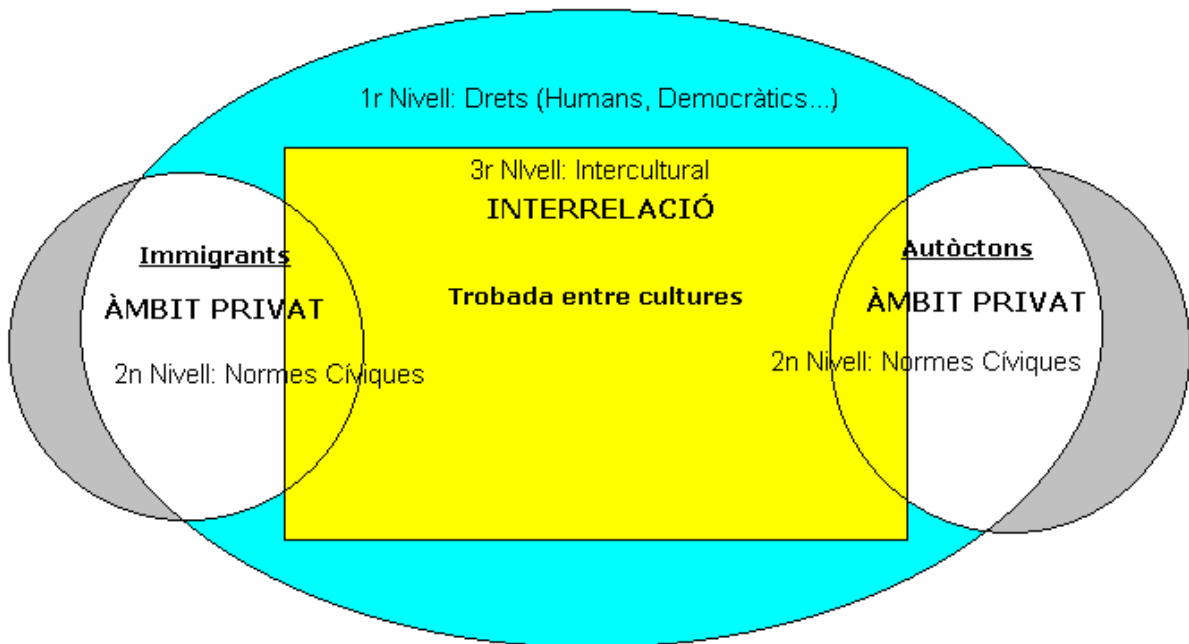 1r Nivell: Drets (Humans, Democràtics...)
3r NIvell: Intercultural
INTERRELACIÓ
Trobada entre cultures
Immigrants
ÀMBIT PRIVAT
2n Nivell: Normes Cíviques
Autòctons
ÀMBIT PRIVAT
2n Nivell: Normes Cíviques